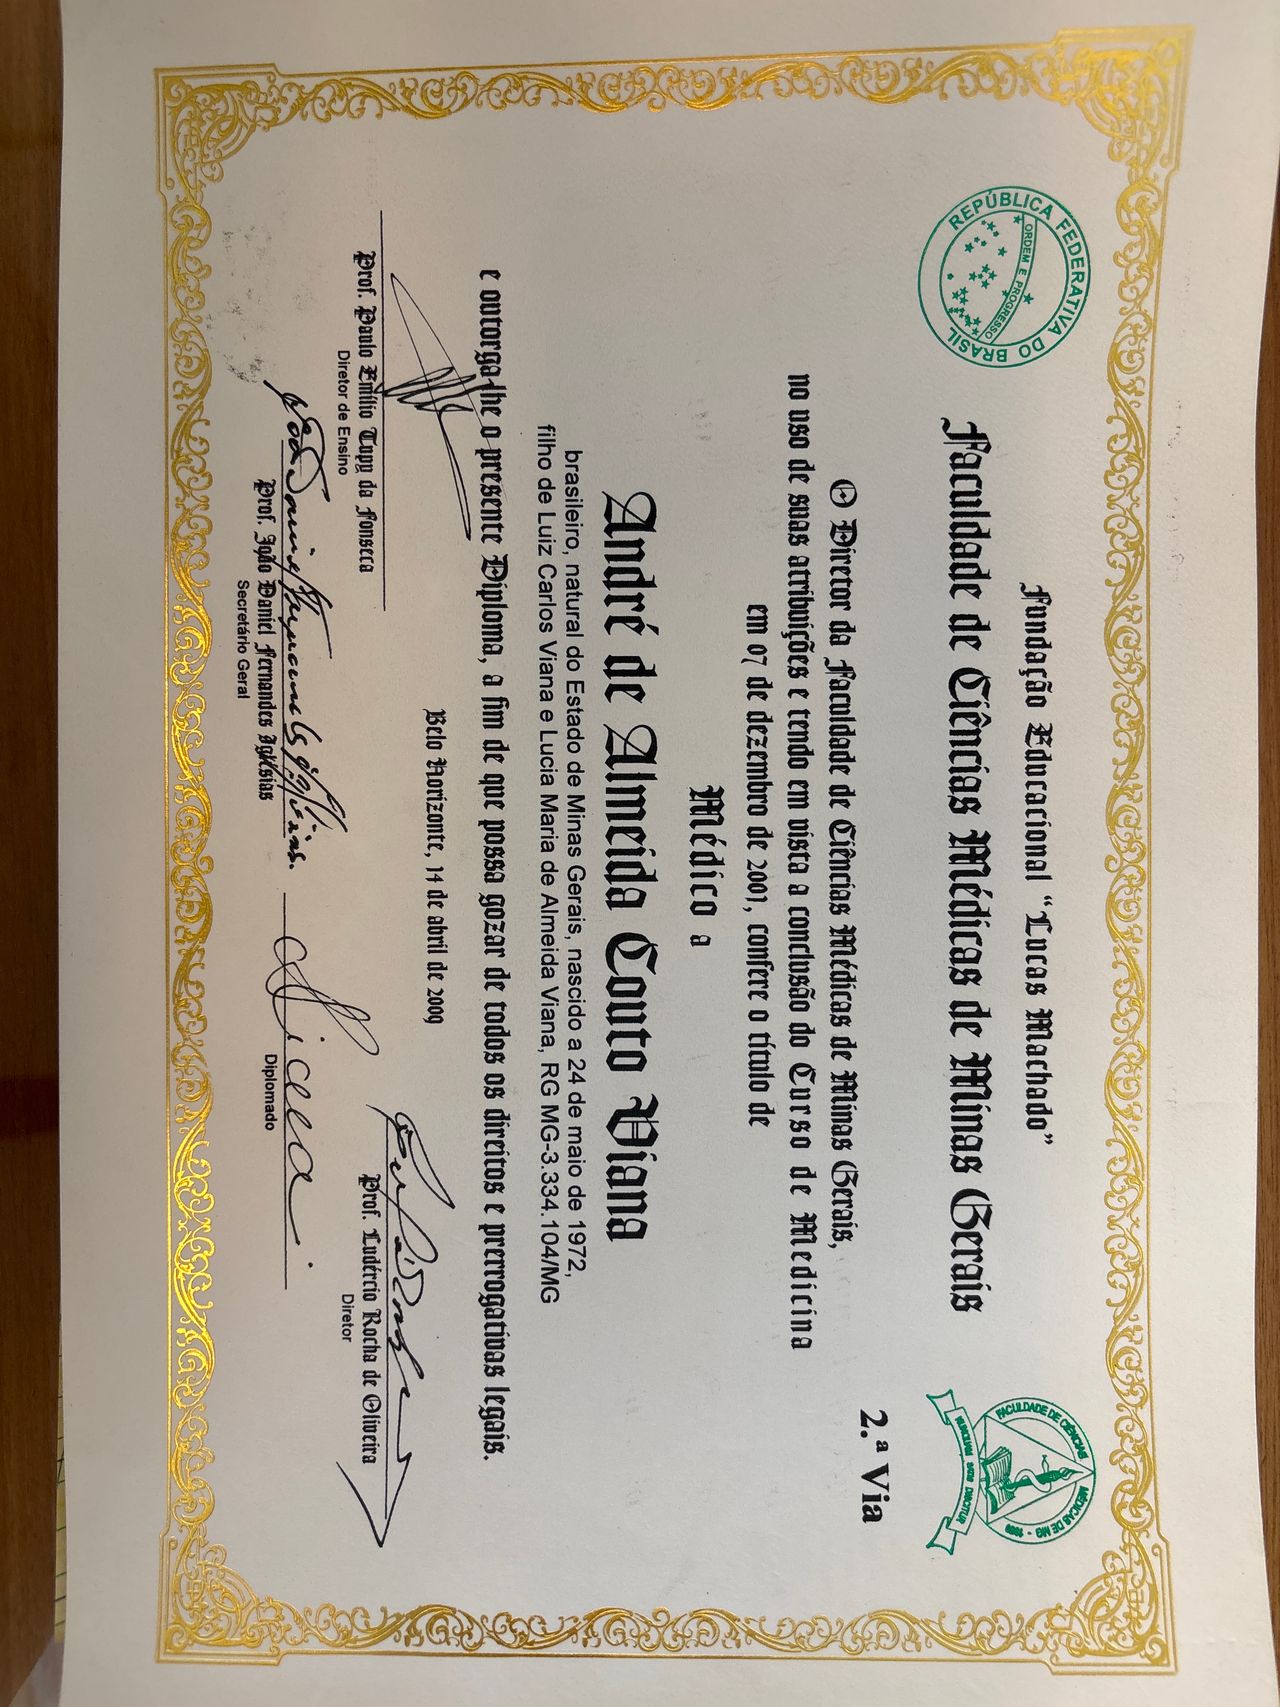 REPÚBLICA FEDERATIVA DO BRASIL
ORDEM E PROGRESSO
Fundação Educacional "Lucas Machado"
Faculdade de Ciências Médicas de Minas Gerais
FACULDADE DE CIÊNCIAS MÉDICAS DE MG - 1950
NUNQUAM SATIS DISCITUR
2.ª Via
O Diretor da Faculdade de Ciências Médicas de Minas Gerais,
no uso de suas atribuições e tendo em vista a conclusão do Curso de Medicina
em 07 de dezembro de 2001, confere o título de
Médico a
André de Almeida Couto Viana
brasileiro, natural do Estado de Minas Gerais, nascido a 24 de maio de 1972,
filho de Luiz Carlos Viana e Lucia Maria de Almeida Viana, RG MG-3.334.104/MG
e outorga-lhe o presente Diploma, a fim de que possa gozar de todos os direitos e prerrogativas legais.
Belo Horizonte, 14 de abril de 2009
Prof. Paulo Emílio Tupy da Fonseca
Diretor de Ensino
Prof. Ludércio Rocha de Oliveira
Diretor
Prof. João Daniel Fernandes Iglésias
Secretário Geral
Diplomado